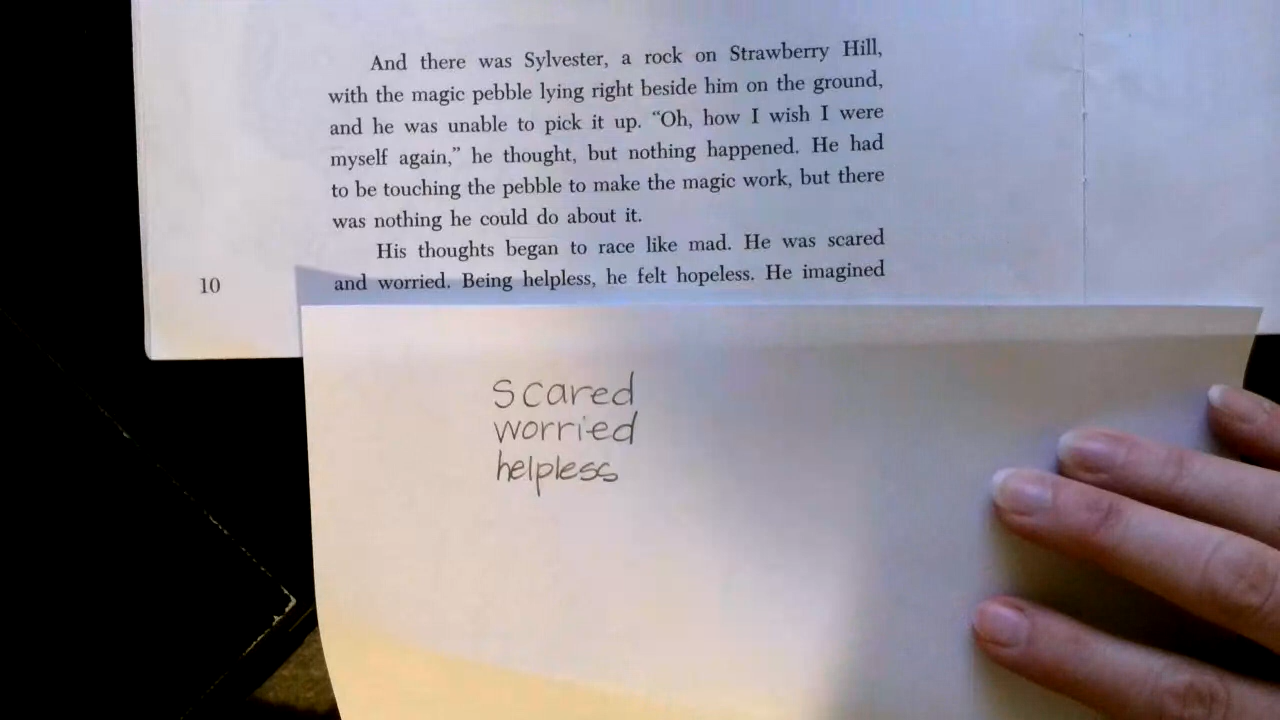 And there was Sylvester, a rock on Strawberry Hill,
with the magic pebble lying right beside him on the ground,
and he was unable to pick it up. “Oh, how I wish I were
myself again,” he thought, but nothing happened. He had
to be touching the pebble to make the magic work, but there
was nothing he could do about it.
His thoughts began to race like mad. He was scared
and worried. Being helpless, he felt hopeless. He imagined
10
scared
worried
helpless